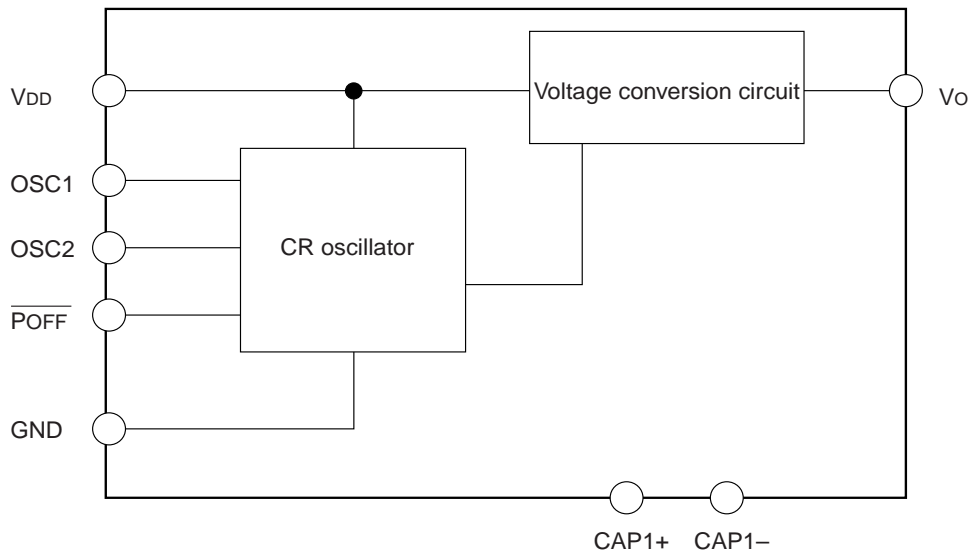 VDD
Voltage conversion circuit
VO
OSC1
OSC2
CR oscillator
POFF
GND
CAP1+ CAP1–